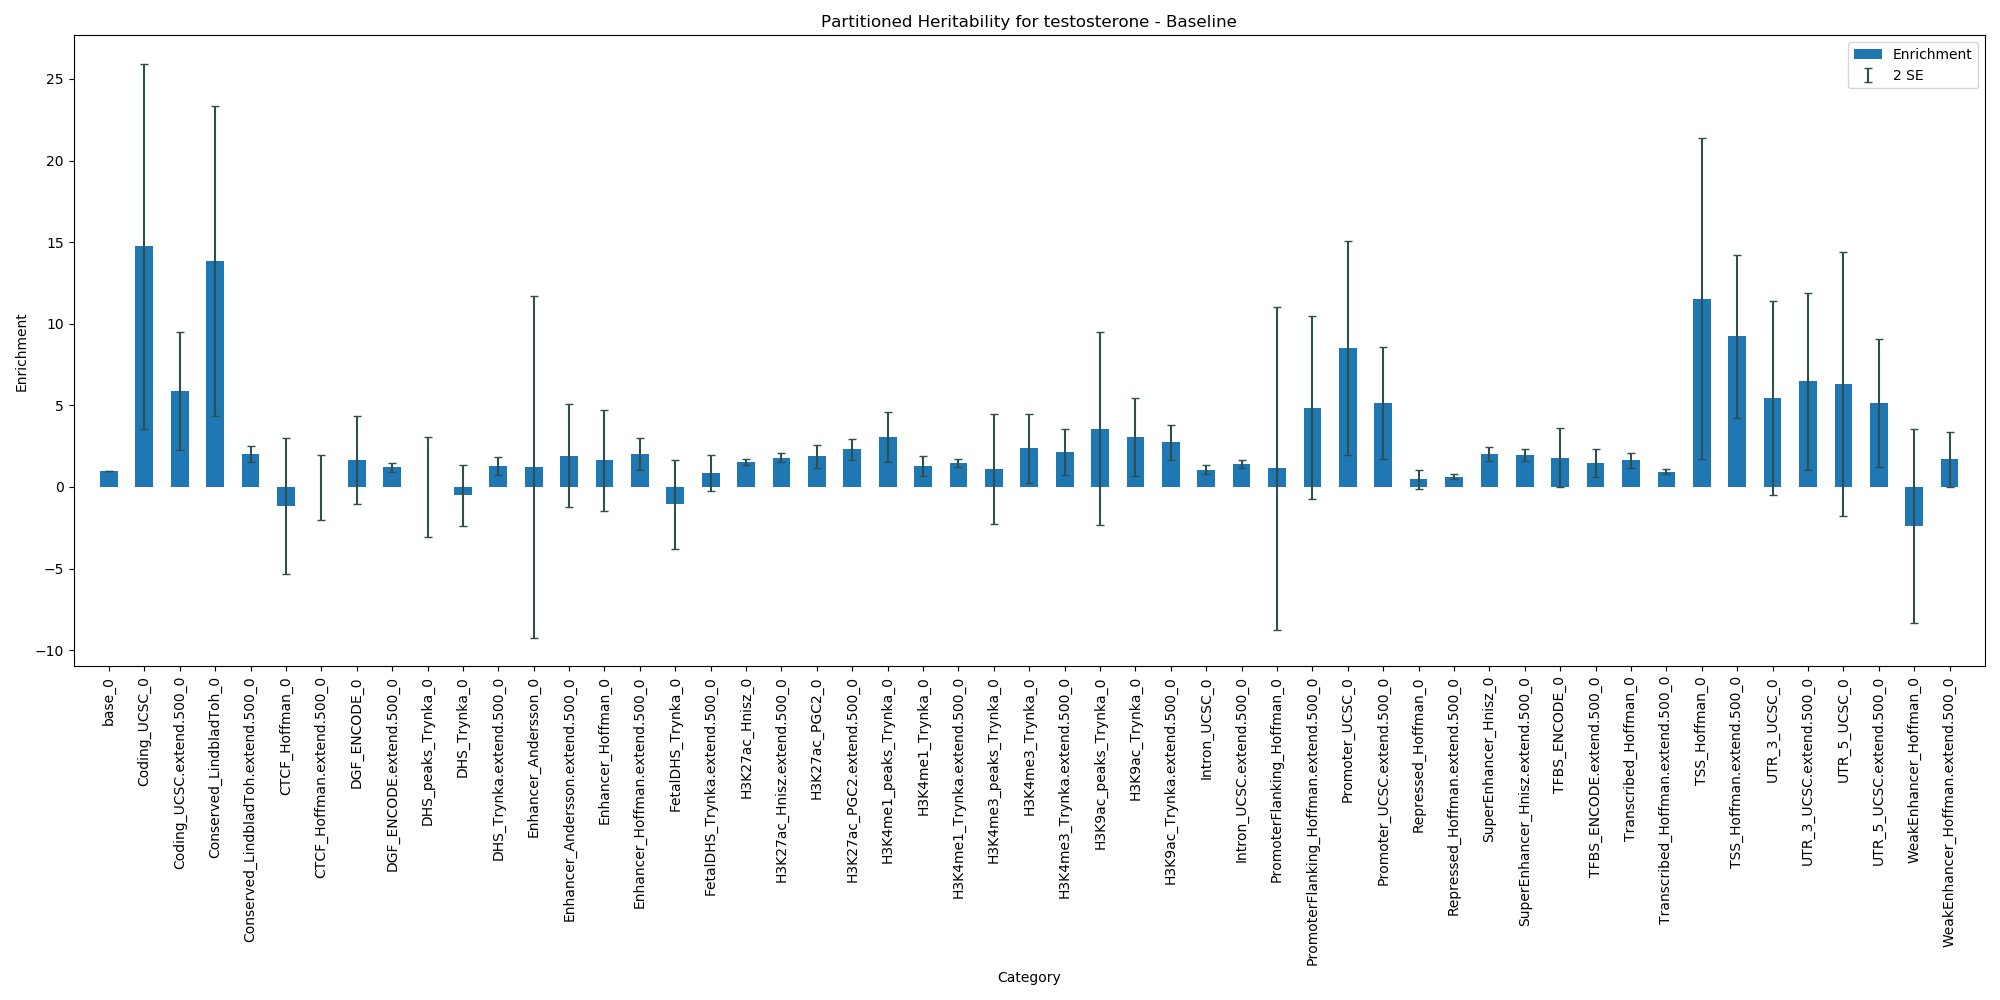 Partitioned Heritability for testosterone - Baseline
Enrichment
2 SE
Enrichment
25
20
15
10
5
0
−5
−10
base_0
Coding_UCSC_0
Coding_UCSC.extend.500_0
Conserved_LindbladToh_0
Conserved_LindbladToh.extend.500_0
CTCF_Hoffman_0
CTCF_Hoffman.extend.500_0
DGF_ENCODE_0
DGF_ENCODE.extend.500_0
DHS_peaks_Trynka_0
DHS_Trynka_0
DHS_Trynka.extend.500_0
Enhancer_Andersson_0
Enhancer_Andersson.extend.500_0
Enhancer_Hoffman_0
Enhancer_Hoffman.extend.500_0
FetalDHS_Trynka_0
FetalDHS_Trynka.extend.500_0
H3K27ac_Hnisz_0
H3K27ac_Hnisz.extend.500_0
H3K27ac_PGC2_0
H3K27ac_PGC2.extend.500_0
H3K4me1_peaks_Trynka_0
H3K4me1_Trynka_0
H3K4me1_Trynka.extend.500_0
H3K4me3_peaks_Trynka_0
H3K4me3_Trynka_0
H3K4me3_Trynka.extend.500_0
H3K9ac_peaks_Trynka_0
H3K9ac_Trynka_0
H3K9ac_Trynka.extend.500_0
Intron_UCSC_0
Intron_UCSC.extend.500_0
PromoterFlanking_Hoffman_0
PromoterFlanking_Hoffman.extend.500_0
Promoter_UCSC_0
Promoter_UCSC.extend.500_0
Repressed_Hoffman_0
Repressed_Hoffman.extend.500_0
SuperEnhancer_Hnisz_0
SuperEnhancer_Hnisz.extend.500_0
TFBS_ENCODE_0
TFBS_ENCODE.extend.500_0
Transcribed_Hoffman_0
Transcribed_Hoffman.extend.500_0
TSS_Hoffman_0
TSS_Hoffman.extend.500_0
UTR_3_UCSC_0
UTR_3_UCSC.extend.500_0
UTR_5_UCSC_0
UTR_5_UCSC.extend.500_0
WeakEnhancer_Hoffman_0
WeakEnhancer_Hoffman.extend.500_0
Category